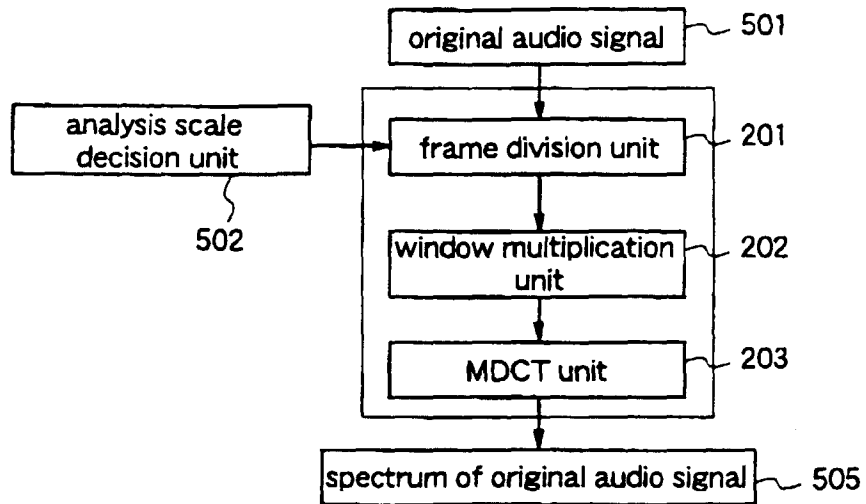 original audio signal
501
analysis scale
decision unit
502
frame division unit
201
window multiplication
unit
202
MDCT unit
203
spectrum of original audio signal
505